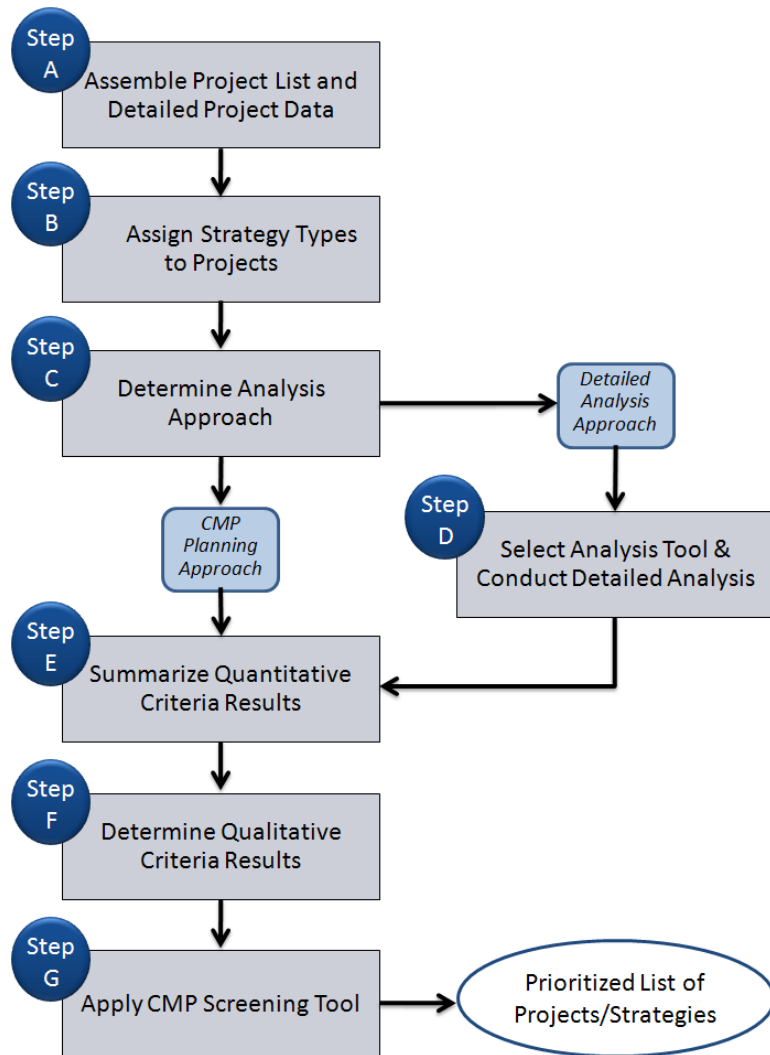 Step
A
Assemble Project List and
Detailed Project Data
Step
B
Assign Strategy Types
to Projects
Step
C
Determine Analysis
Approach
Detailed
Analysis
Approach
CMP
Planning
Approach
Step
D
Select Analysis Tool &
Conduct Detailed Analysis
Step
E
Summarize Quantitative
Criteria Results
Step
F
Determine Qualitative
Criteria Results
Step
G
Apply CMP Screening Tool
Prioritized List of
Projects/Strategies